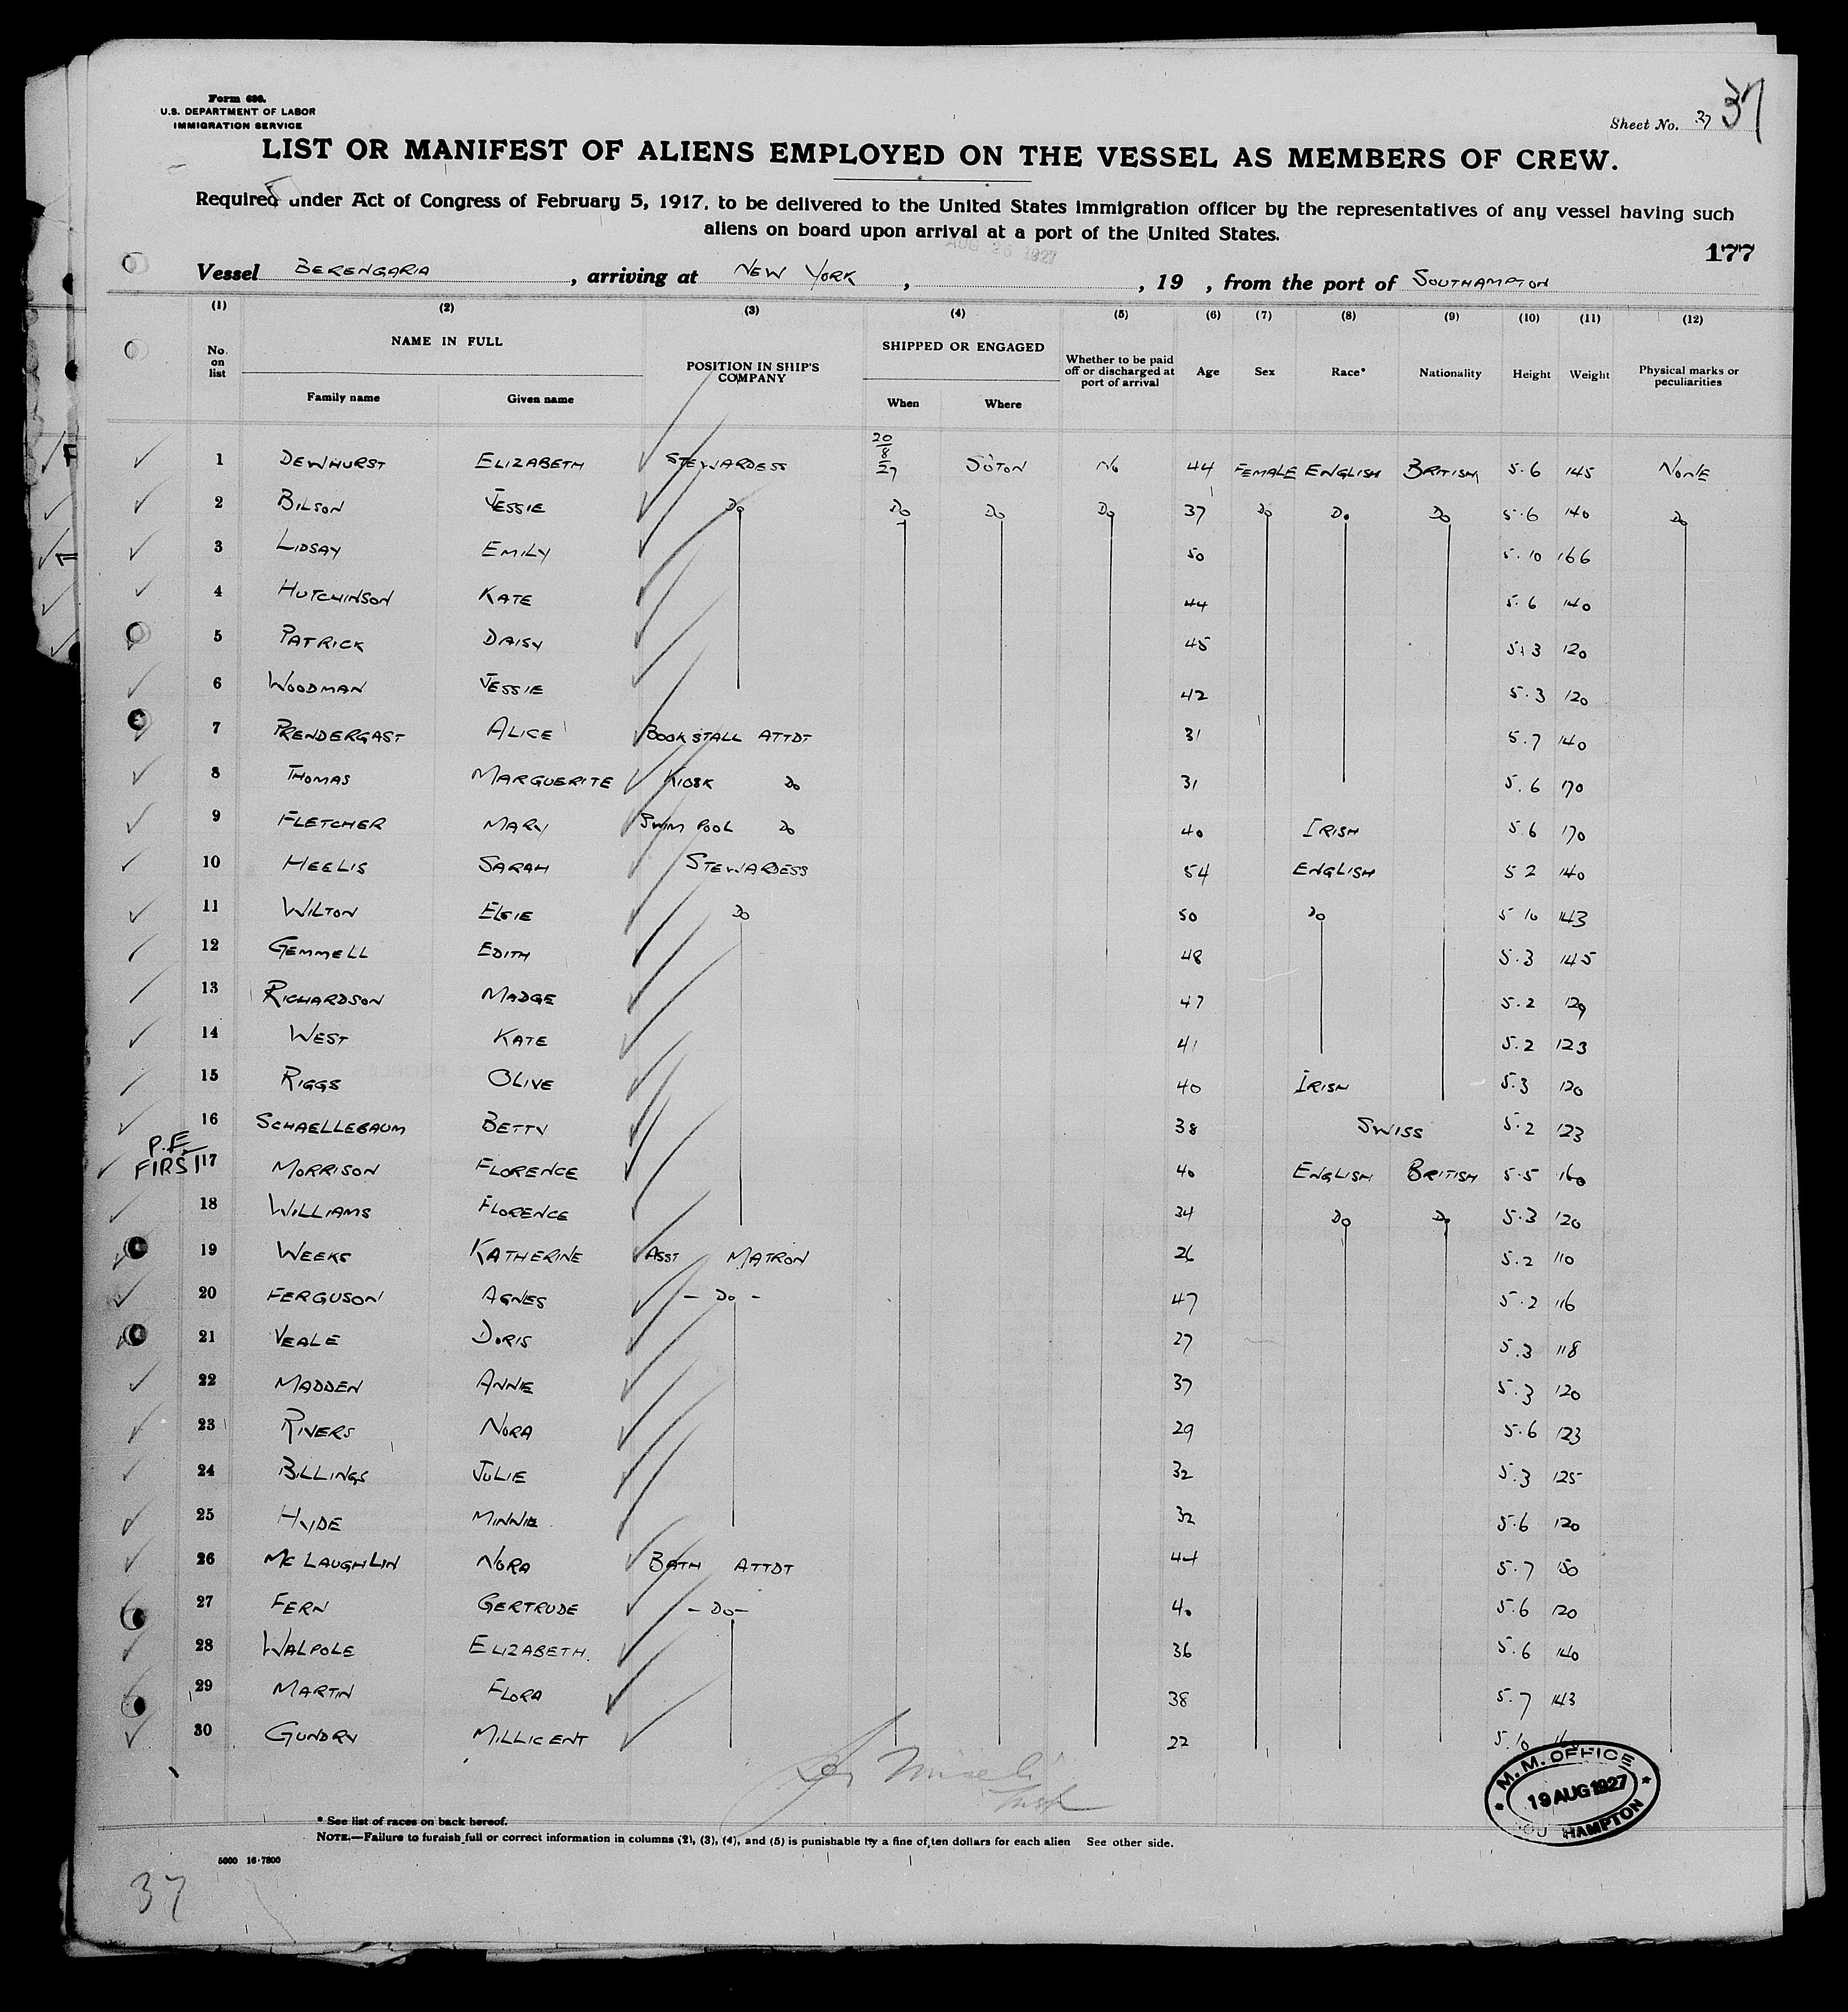 Form 680.
U.S. DEPARTMENT OF LABOR
IMMIGRATION SERVICE
Sheet No. 37 37
LIST OR MANIFEST OF ALIENS EMPLOYED ON THE VESSEL AS MEMBERS OF CREW.
Required under Act of Congress of February 5, 1917, to be delivered to the United States immigration officer by the representatives of any vessel having such
aliens on board upon arrival at a port of the United States.
AUG 26 1927
177
Vessel BERENGARIA, arriving at NEW YORK, , 19 , from the port of SOUTHAMPTON
(1) (2) (3) (4) (5) (6) (7) (8) (9) (10) (11) (12)
No. on list NAME IN FULL Family name Given name POSITION IN SHIP'S COMPANY SHIPPED OR ENGAGED When Where Whether to be paid off or discharged at port of arrival Age Sex Race* Nationality Height Weight Physical marks or peculiarities
1 DEWHURST ELIZABETH STEWARDESS 20/8/27 SOTON No 44 FEMALE ENGLISH BRITISH 5.6 145 NONE
2 BILSON JESSIE Do Do Do Do 37 Do Do Do 5.6 140 Do
3 LIDSAY EMILY 50 5.10 166
4 HUTCHINSON KATE 44 5.6 140
5 PATRICK DAISY 45 5.3 120
6 WOODMAN JESSIE 42 5.3 120
7 PRENDERGAST ALICE BOOKSTALL ATTDT 31 5.7 140
8 THOMAS MARGUERITE KIOSK Do 31 5.6 170
9 FLETCHER MARY SWIM POOL Do 40 IRISH 5.6 170
10 HEELIS SARAH STEWARDESS 54 ENGLISH 5 2 140
11 WILTON ELSIE Do 50 Do 5 10 143
12 GEMMELL EDITH 48 5.3 145
13 RICHARDSON MADGE 47 5.2 129
14 WEST KATE 41 5.2 123
15 RIGGS OLIVE 40 IRISH 5.3 120
16 SCHAELLEBAUM BETTY 38 SWISS 5.2 123
P.F. FIRST
17 MORRISON FLORENCE 40 ENGLISH BRITISH 5.5 160
18 WILLIAMS FLORENCE 34 Do Do 5.3 120
19 WEEKS KATHERINE ASST MATRON 26 5.2 110
20 FERGUSON AGNES - Do - 47 5.2 116
21 VEALE DORIS 27 5.3 118
22 MADDEN ANNIE 37 5.3 120
23 RIVERS NORA 29 5.6 123
24 BILLINGS JULIE 32 5.3 125
25 HYDE MINNIE 32 5.6 120
26 McLAUGHLIN NORA BATH ATTDT 44 5.7 150
27 FERN GERTRUDE - Do - 40 5.6 120
28 WALPOLE ELIZABETH. 36 5.6 140
29 MARTIN FLORA 38 5.7 143
30 GUNDRY MILLICENT 22 5.10
M.M. OFFICE
19 AUG 1927
SOUTHAMPTON
* See list of races on back hereof.
NOTE.—Failure to furnish full or correct information in columns (2), (3), (4), and (5) is punishable by a fine of ten dollars for each alien See other side.
5000 16-7800
37